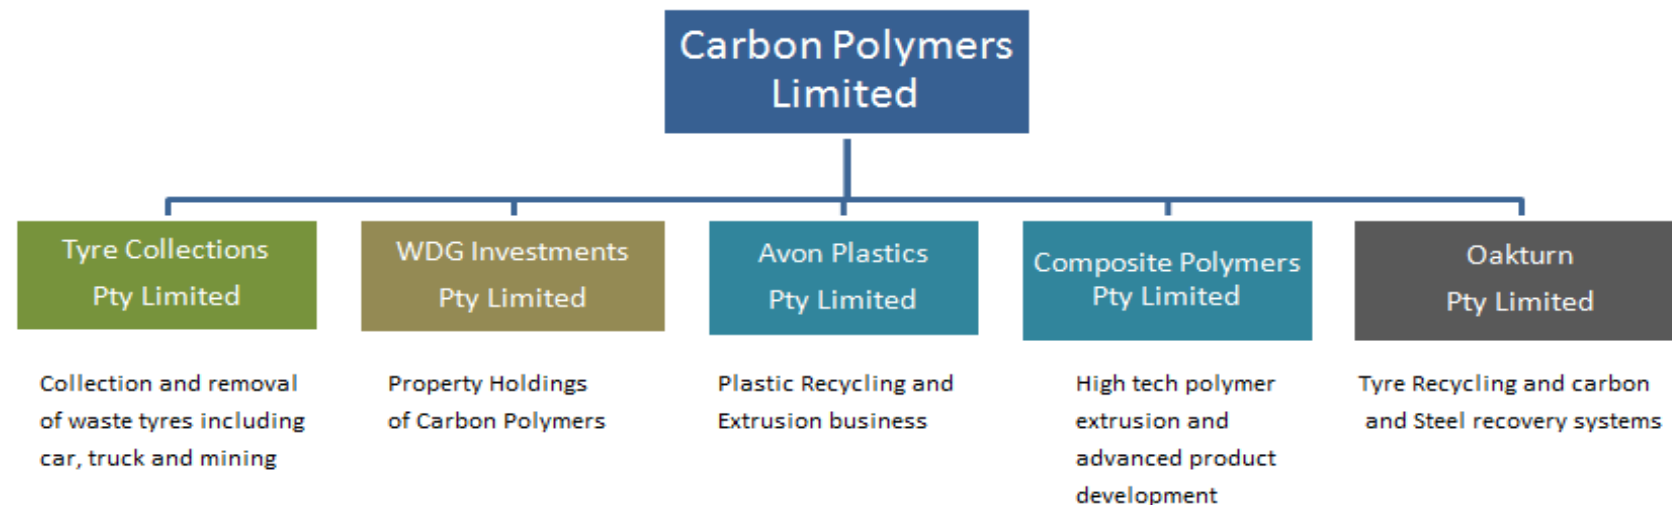 Carbon Polymers
Limited
Tyre Collections
Pty Limited
WDG Investments
Pty Limited
Avon Plastics
Pty Limited
Composite Polymers
Pty Limited
Oakturn
Pty Limited
Collection and removal
of waste tyres including
car, truck and mining
Property Holdings
of Carbon Polymers
Plastic Recycling and
Extrusion business
High tech polymer
extrusion and
advanced product
development
Tyre Recycling and carbon
and Steel recovery systems